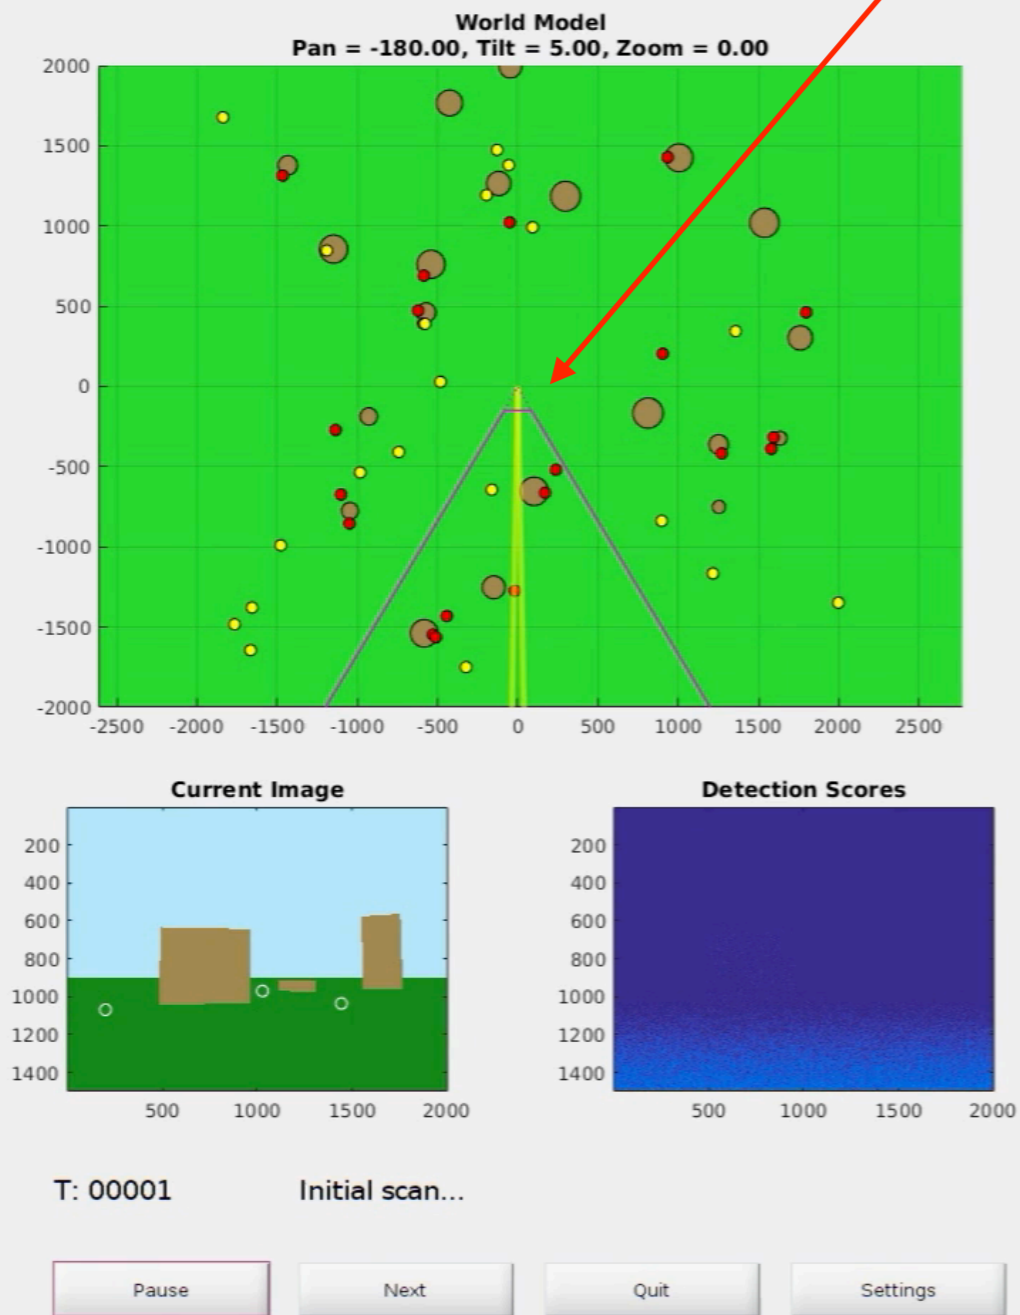 World Model
Pan = -180.00, Tilt = 5.00, Zoom = 0.00
2000
1500
1000
500
0
-500
-1000
-1500
-2000
-2500 -2000 -1500 -1000 -500 0 500 1000 1500 2000 2500
Current Image
200
400
600
800
1000
1200
1400
500 1000 1500 2000
Detection Scores
200
400
600
800
1000
1200
1400
500 1000 1500 2000
T: 00001 Initial scan...
Pause Next Quit Settings